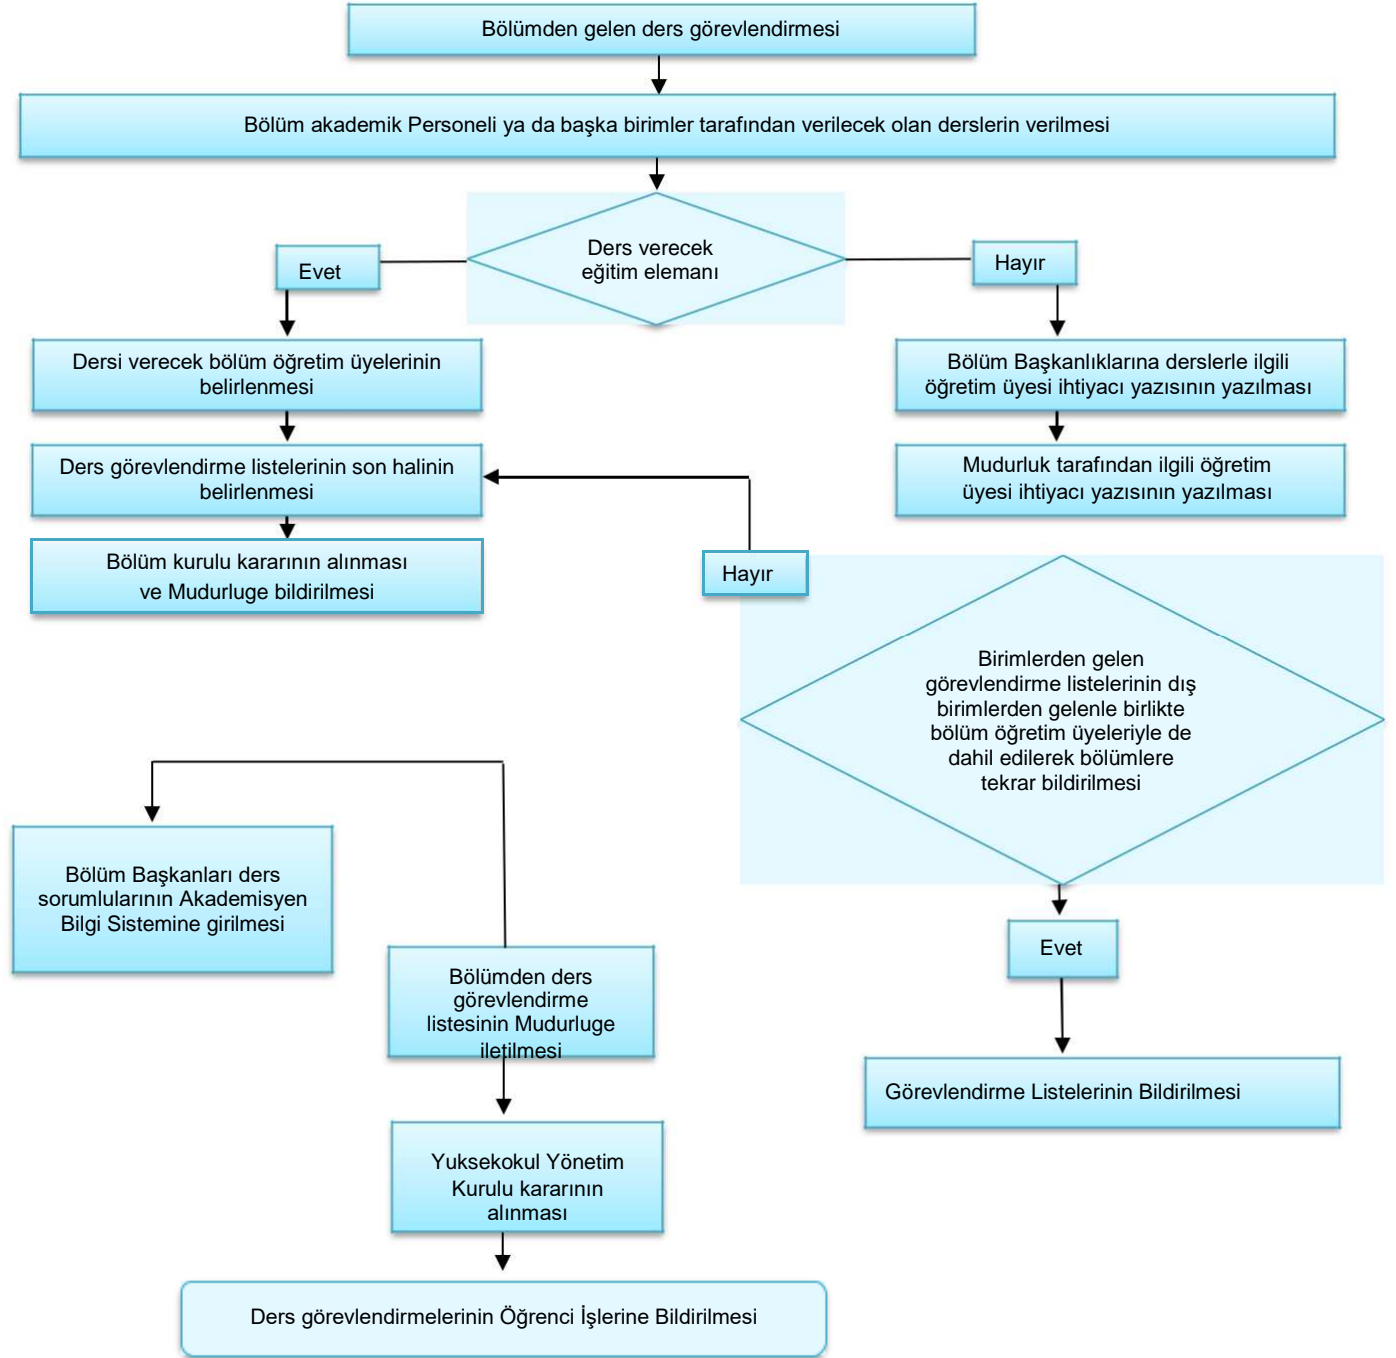 Bölümden gelen ders görevlendirmesi
Bölüm akademik Personeli ya da başka birimler tarafından verilecek olan derslerin verilmesi
Ders verecek
eğitim elemanı
Evet
Hayır
Dersi verecek bölüm öğretim üyelerinin
belirlenmesi
Bölüm Başkanlıklarına derslerle ilgili
öğretim üyesi ihtiyacı yazısının yazılması
Ders görevlendirme listelerinin son halinin
belirlenmesi
Mudurluk tarafından ilgili öğretim
üyesi ihtiyacı yazısının yazılması
Bölüm kurulu kararının alınması
ve Mudurluge bildirilmesi
Hayır
Birimlerden gelen
görevlendirme listelerinin dış
birimlerden gelenle birlikte
bölüm öğretim üyeleriyle de
dahil edilerek bölümlere
tekrar bildirilmesi
Bölüm Başkanları ders
sorumlularının Akademisyen
Bilgi Sistemine girilmesi
Evet
Bölümden ders
görevlendirme
listesinin Mudurluge
iletilmesi
Görevlendirme Listelerinin Bildirilmesi
Yuksekokul Yönetim
Kurulu kararının
alınması
Ders görevlendirmelerinin Öğrenci İşlerine Bildirilmesi